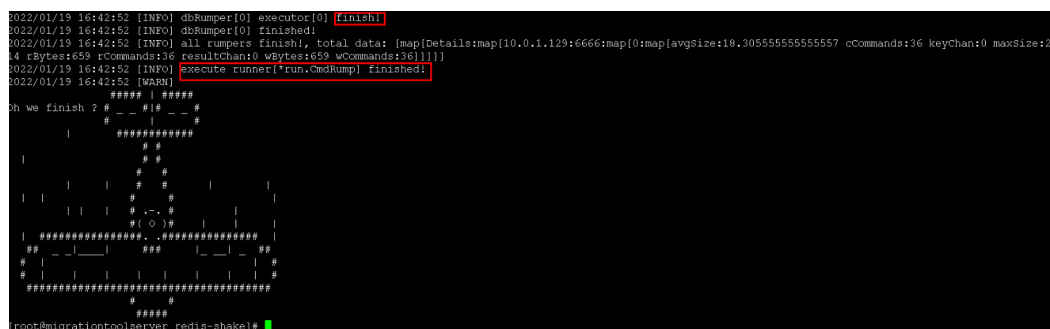 2022/01/19 16:42:52 [INFO] dbRumper[0] executor[0] finish!
2022/01/19 16:42:52 [INFO] dbRumper[0] finished!
2022/01/19 16:42:52 [INFO] all rumpers finish!, total data: [map[Details:map[10.0.1.129:6666:map[0:map[avgSize:18.305555555555557 cCommands:36 keyChan:0 maxSize:2
14 rBytes:659 rCommands:36 resultChan:0 wBytes:659 wCommands:36]]]]]
2022/01/19 16:42:52 [INFO] execute runner[*run.CmdRump] finished!
2022/01/19 16:42:52 [WARN]
##### | #####
Oh we finish ? # _ _ #|# _ _ #
# | #
| ############
# #
| # #
# #
| | # # | |
| | # # |
| | | # .-. # |
#( O )# | | |
| ################. .############### |
## _ _|____| ### |_ __| _ ##
# | | #
# | | | | | | | | #
######################################
# #
#####
[root@migrationtoolserver redis-shake]#